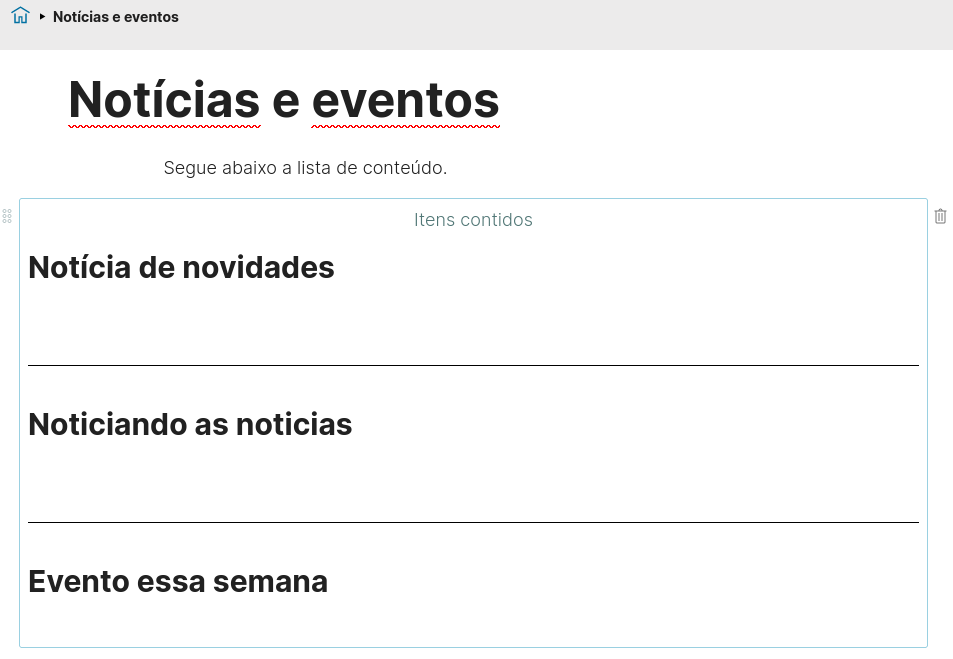 Notícias e eventos
Notícias e eventos
Segue abaixo a lista de conteúdo.
Itens contidos
Notícia de novidades
Noticiando as noticias
Evento essa semana